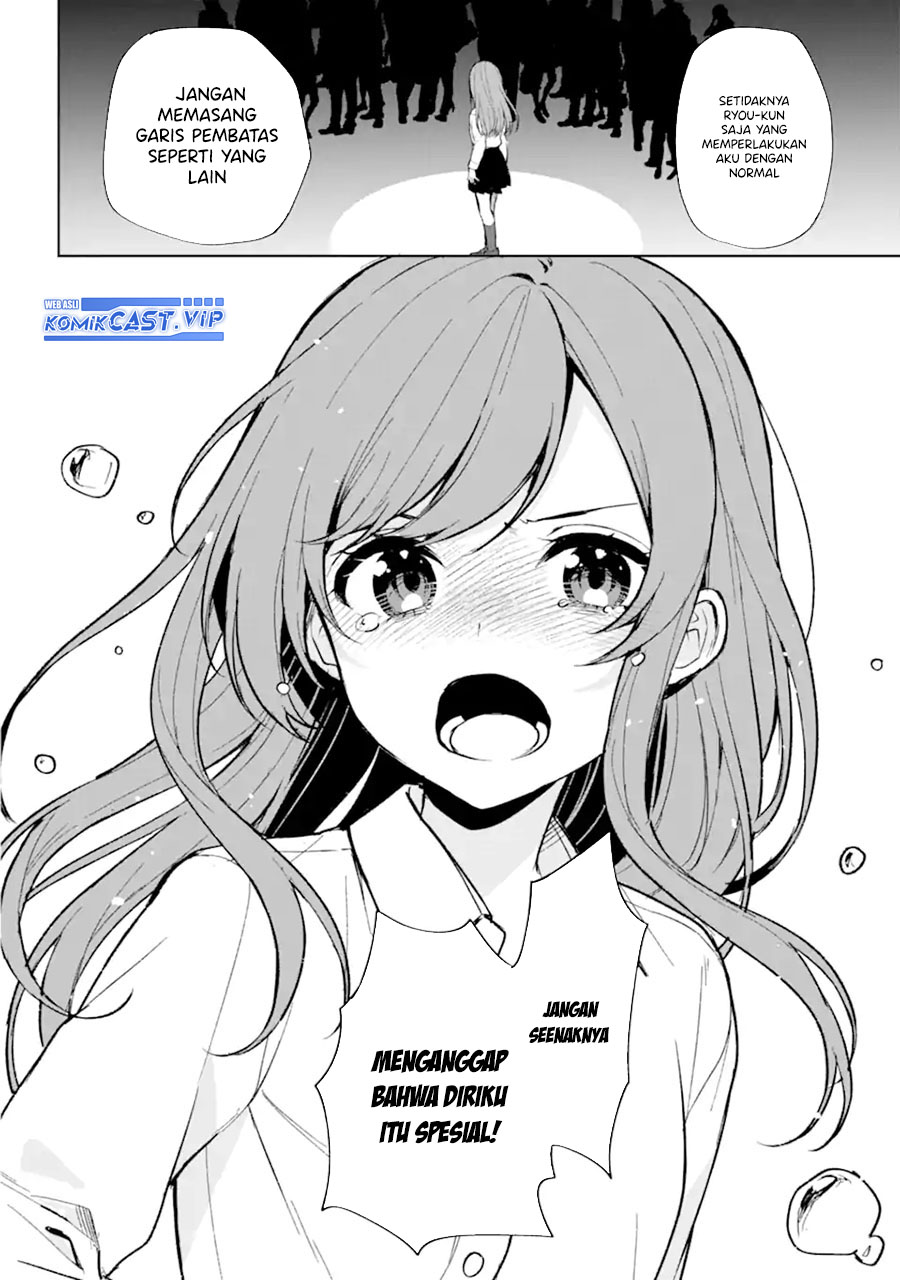 SETIDAKNYA
RYOU-KUN
SAJA YANG
MEMPERLAKUKAN
AKU DENGAN
NORMAL
JANGAN
MEMASANG
GARIS PEMBATAS
SEPERTI YANG
LAIN
WEB ASLI
KOMIKCAST.VIP
JANGAN
SEENAKNYA
MENGANGGAP
BAHWA DIRIKU
ITU SPESIAL!